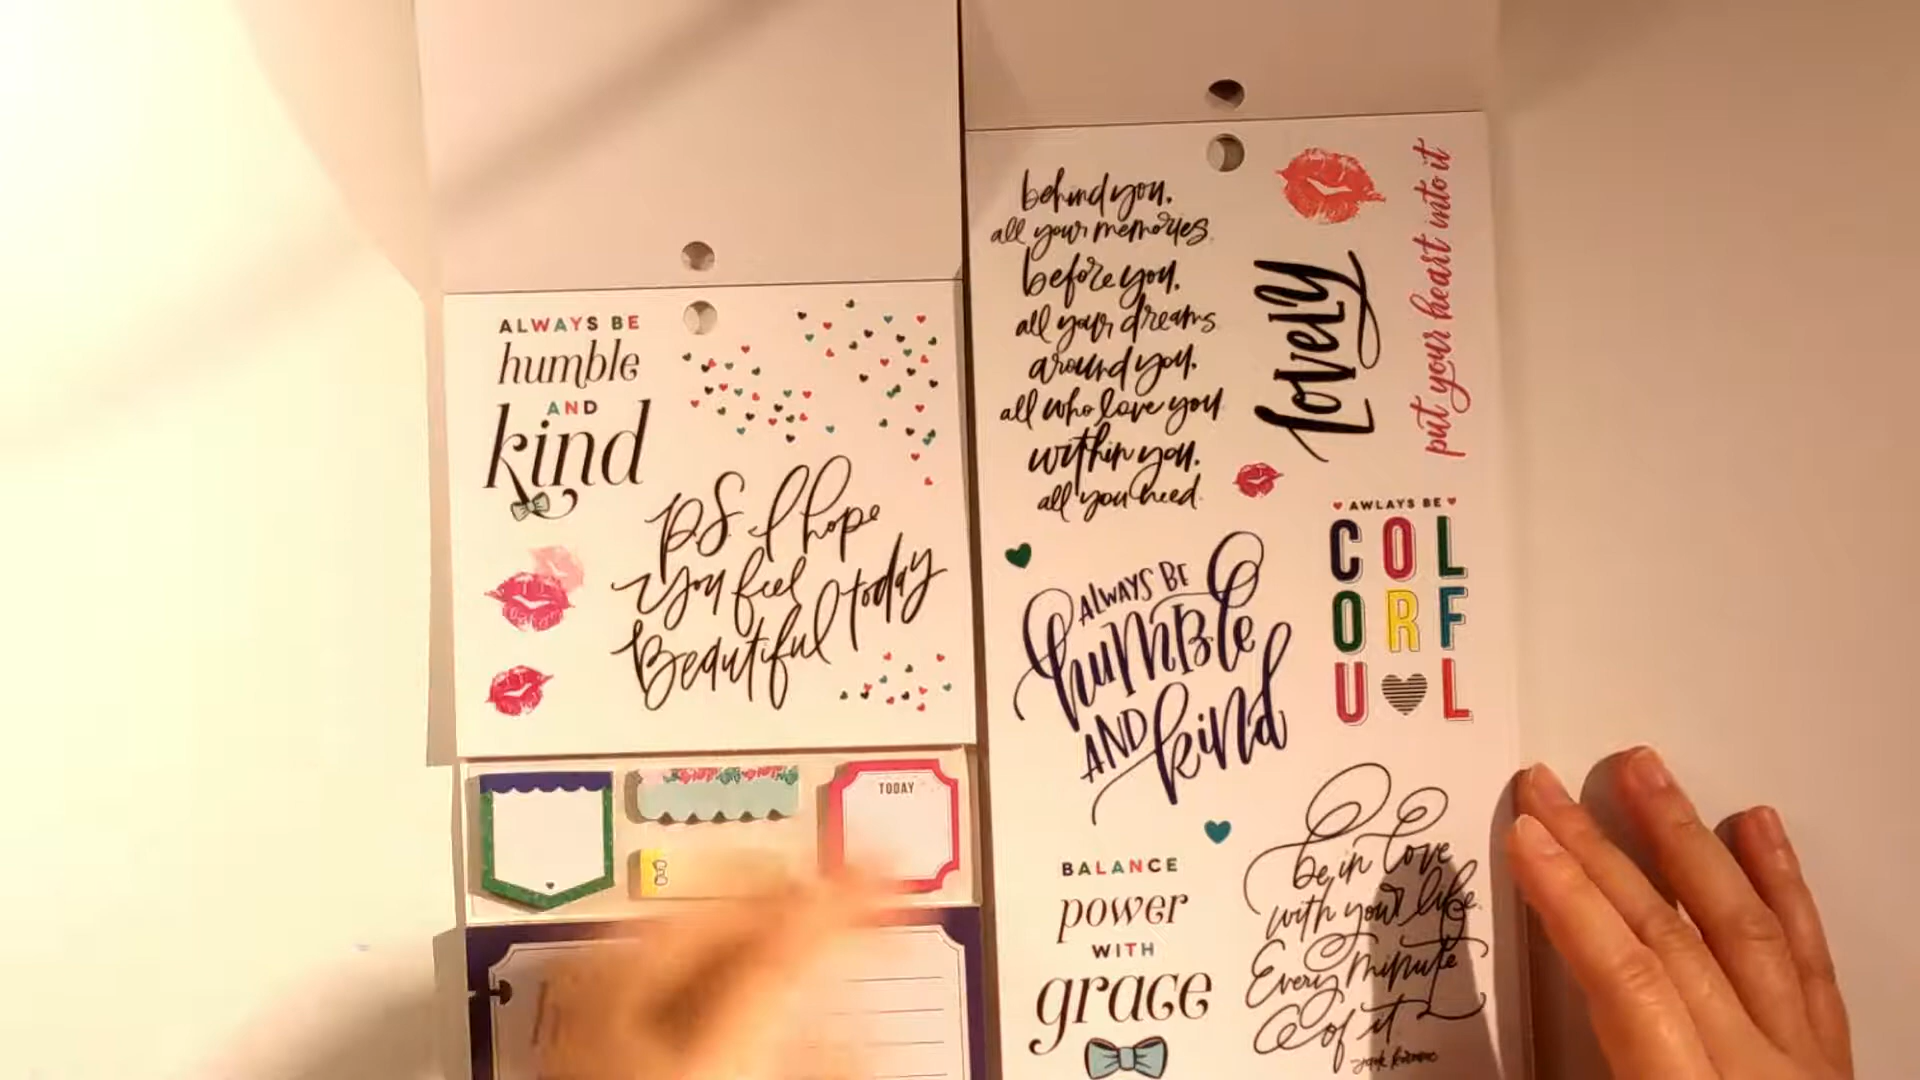 ALWAYS BE
humble
AND
kind
P.S. I hope
you feel
Beautiful today
TODAY
behind you,
all your memories.
before you,
all your dreams
around you,
all who love you
within you,
all you need.
Lovely
put your heart into it
AWLAYS BE
COL
ORF
UL
ALWAYS BE
humble
AND kind
BALANCE
power
WITH
grace
be in love
with your life.
Every minute
of it